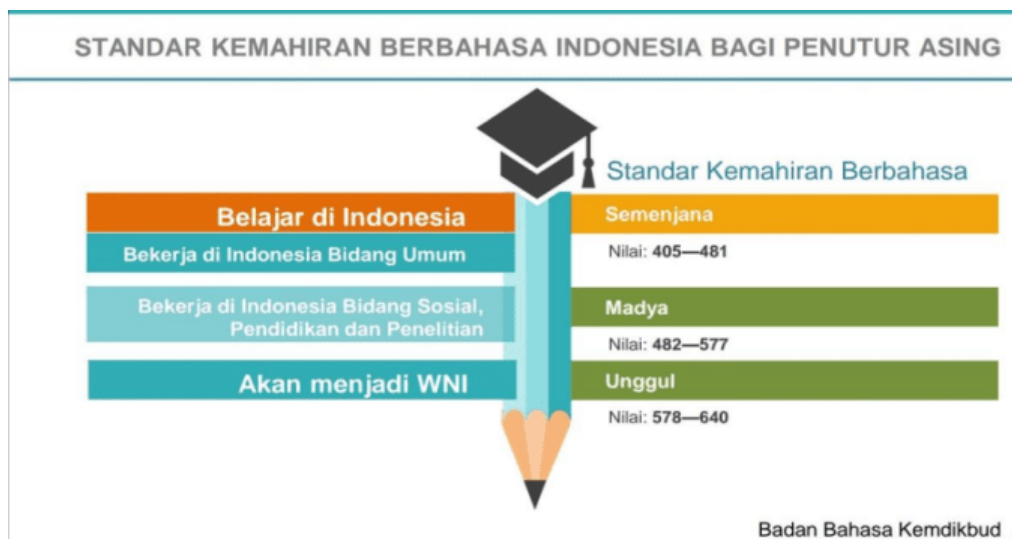 STANDAR KEMAHIRAN BERBAHASA INDONESIA BAGI PENUTUR ASING
Standar Kemahiran Berbahasa
Belajar di Indonesia
Semenjana
Bekerja di Indonesia Bidang Umum
Nilai: 405—481
Bekerja di Indonesia Bidang Sosial,
Pendidikan dan Penelitian
Madya
Nilai: 482—577
Akan menjadi WNI
Unggul
Nilai: 578—640
Badan Bahasa Kemdikbud